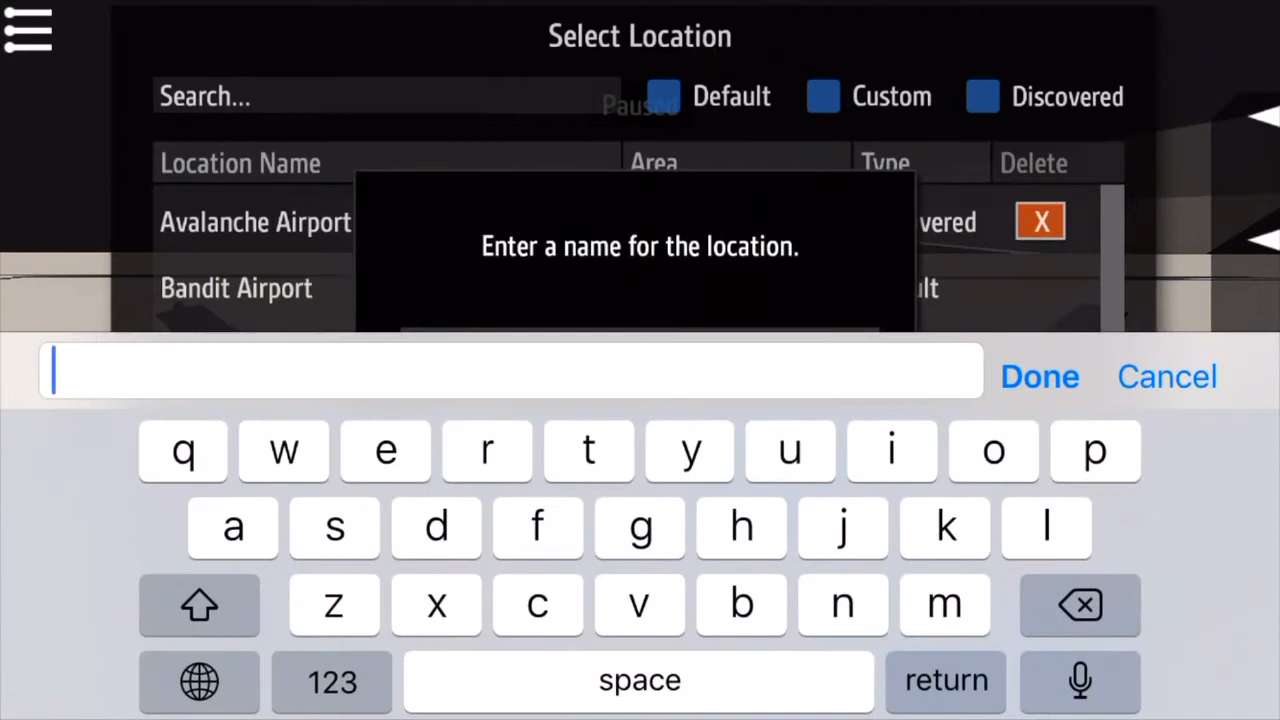 Select Location
Search...
Paused
Default
Custom
Discovered
Location Name
Area
Type
Delete
Avalanche Airport
vered
X
Enter a name for the location.
Bandit Airport
ult
Done
Cancel
q w e r t y u i o p
a s d f g h j k l
z x c v b n m
123
space
return